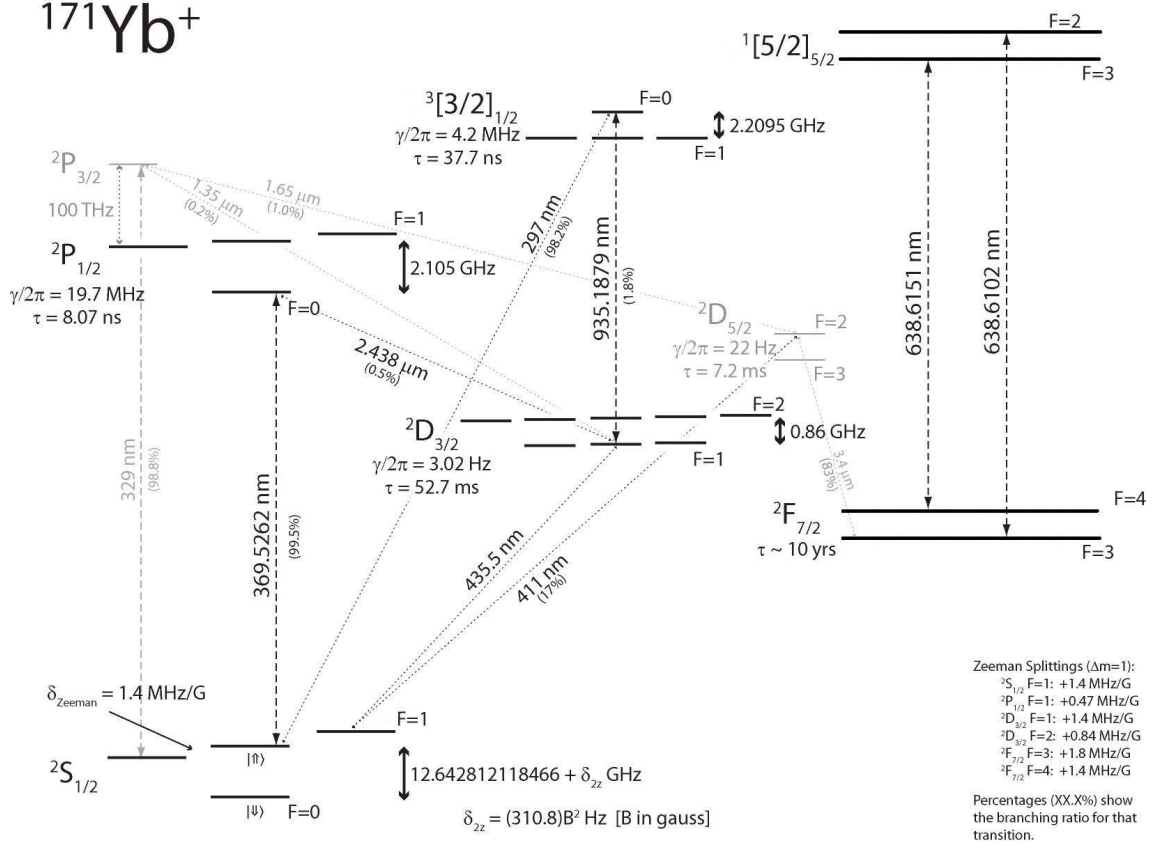 171Yb+
F=2
1[5/2]5/2
F=3
3[3/2]1/2
F=0
γ/2π = 4.2 MHz
τ = 37.7 ns
F=1
2.2095 GHz
2P3/2
100 THz
1.35 μm
(0.2%)
1.65 μm
(1.0%)
F=1
2P1/2
γ/2π = 19.7 MHz
τ = 8.07 ns
2.105 GHz
F=0
297 nm
(98.2%)
935.1879 nm
(1.8%)
638.6151 nm
638.6102 nm
2D5/2
F=2
γ/2π = 22 Hz
τ = 7.2 ms
F=3
2.438 μm
(0.5%)
2D3/2
F=2
γ/2π = 3.02 Hz
τ = 52.7 ms
F=1
0.86 GHz
3.4 μm
(83%)
329 nm
(98.8%)
369.5262 nm
(99.5%)
435.5 nm
411 nm
(17%)
2F7/2
F=4
τ ~ 10 yrs
F=3
δZeeman = 1.4 MHz/G
F=1
2S1/2
|⇑⟩
|⇓⟩
F=0
12.642812118466 + δ2z GHz
δ2z = (310.8)B2 Hz [B in gauss]
Zeeman Splittings (Δm=1):
2S1/2 F=1: +1.4 MHz/G
2P1/2 F=1: +0.47 MHz/G
2D3/2 F=1: +1.4 MHz/G
2D3/2 F=2: +0.84 MHz/G
2F7/2 F=3: +1.8 MHz/G
2F7/2 F=4: +1.4 MHz/G
Percentages (XX.X%) show
the branching ratio for that
transition.